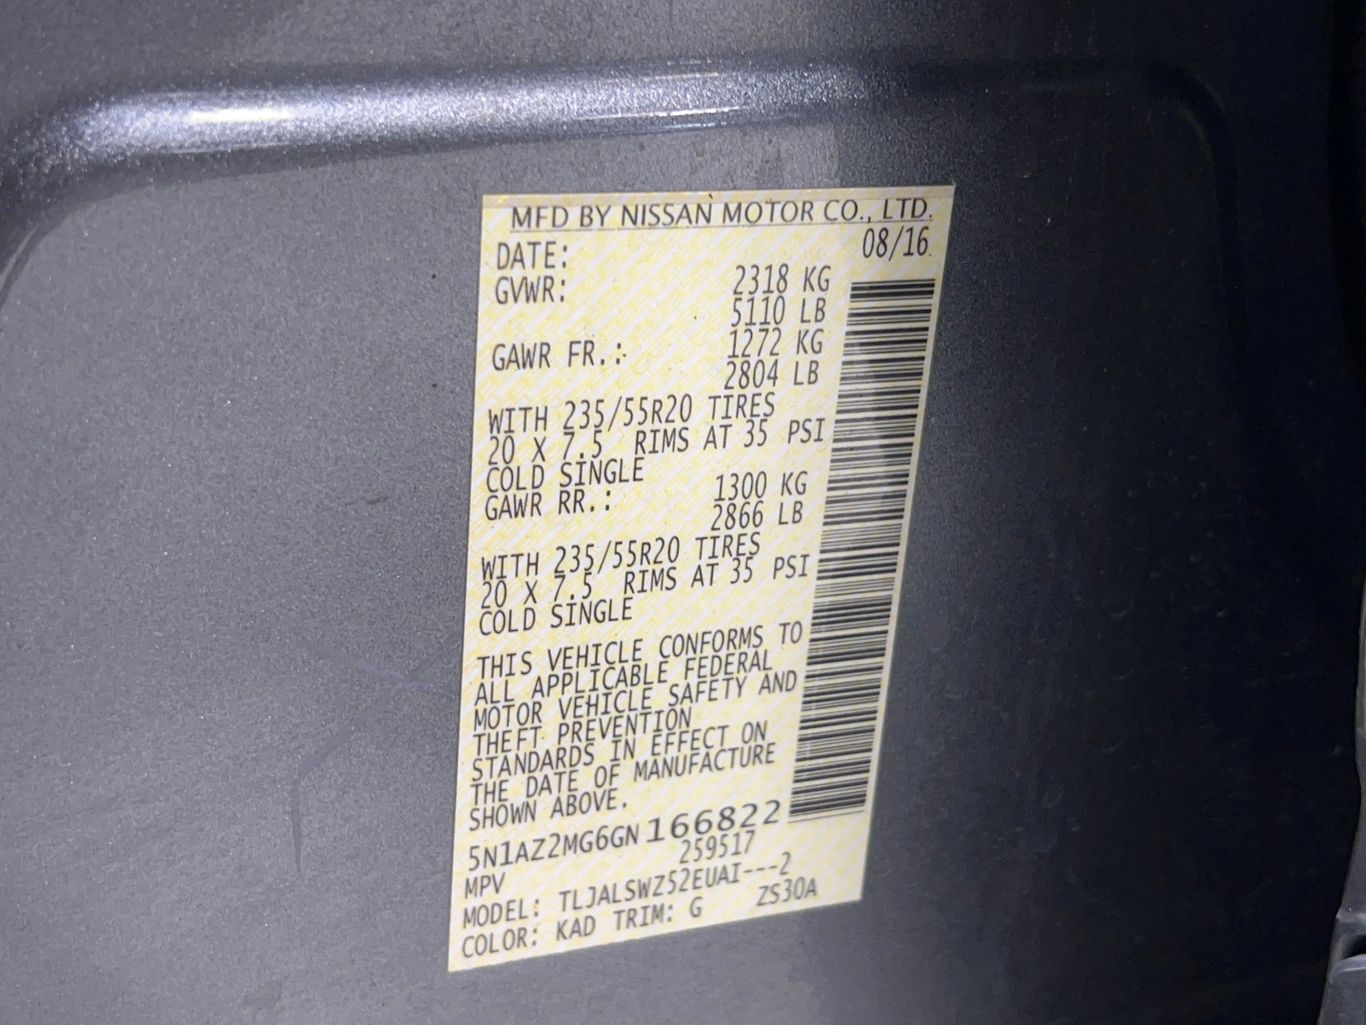 MFD BY NISSAN MOTOR CO., LTD.
DATE: 08/16
GVWR: 2318 KG
5110 LB
GAWR FR.: 1272 KG
2804 LB
WITH 235/55R20 TIRES
20 X 7.5 RIMS AT 35 PSI
COLD SINGLE
GAWR RR.: 1300 KG
2866 LB
WITH 235/55R20 TIRES
20 X 7.5 RIMS AT 35 PSI
COLD SINGLE
THIS VEHICLE CONFORMS TO
ALL APPLICABLE FEDERAL
MOTOR VEHICLE SAFETY AND
THEFT PREVENTION
STANDARDS IN EFFECT ON
THE DATE OF MANUFACTURE
SHOWN ABOVE.
5N1AZ2MG6GN166822
MPV 259517
MODEL: TLJALSWZ52EUAI---2
COLOR: KAD TRIM: G ZS30A